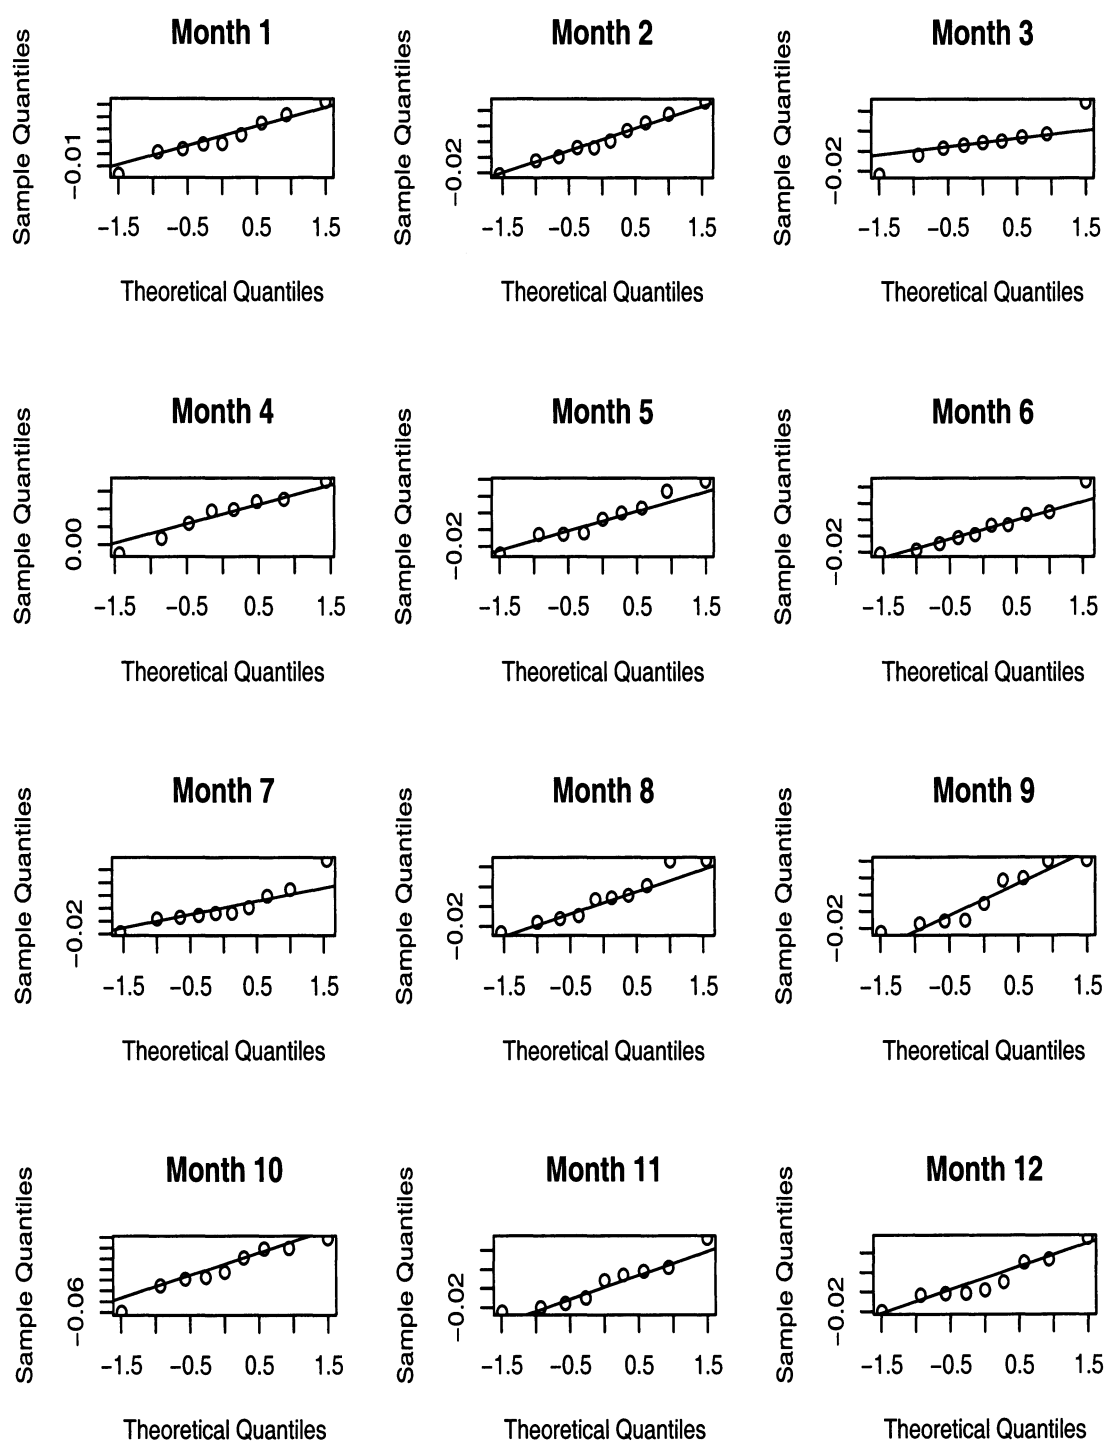 Month 1
Sample Quantiles
−0.01
−1.5 −0.5 0.5 1.5
Theoretical Quantiles
Month 2
Sample Quantiles
−0.02
−1.5 −0.5 0.5 1.5
Theoretical Quantiles
Month 3
Sample Quantiles
−0.02
−1.5 −0.5 0.5 1.5
Theoretical Quantiles
Month 4
Sample Quantiles
0.00
−1.5 −0.5 0.5 1.5
Theoretical Quantiles
Month 5
Sample Quantiles
−0.02
−1.5 −0.5 0.5 1.5
Theoretical Quantiles
Month 6
Sample Quantiles
−0.02
−1.5 −0.5 0.5 1.5
Theoretical Quantiles
Month 7
Sample Quantiles
−0.02
−1.5 −0.5 0.5 1.5
Theoretical Quantiles
Month 8
Sample Quantiles
−0.02
−1.5 −0.5 0.5 1.5
Theoretical Quantiles
Month 9
Sample Quantiles
−0.02
−1.5 −0.5 0.5 1.5
Theoretical Quantiles
Month 10
Sample Quantiles
−0.06
−1.5 −0.5 0.5 1.5
Theoretical Quantiles
Month 11
Sample Quantiles
−0.02
−1.5 −0.5 0.5 1.5
Theoretical Quantiles
Month 12
Sample Quantiles
−0.02
−1.5 −0.5 0.5 1.5
Theoretical Quantiles